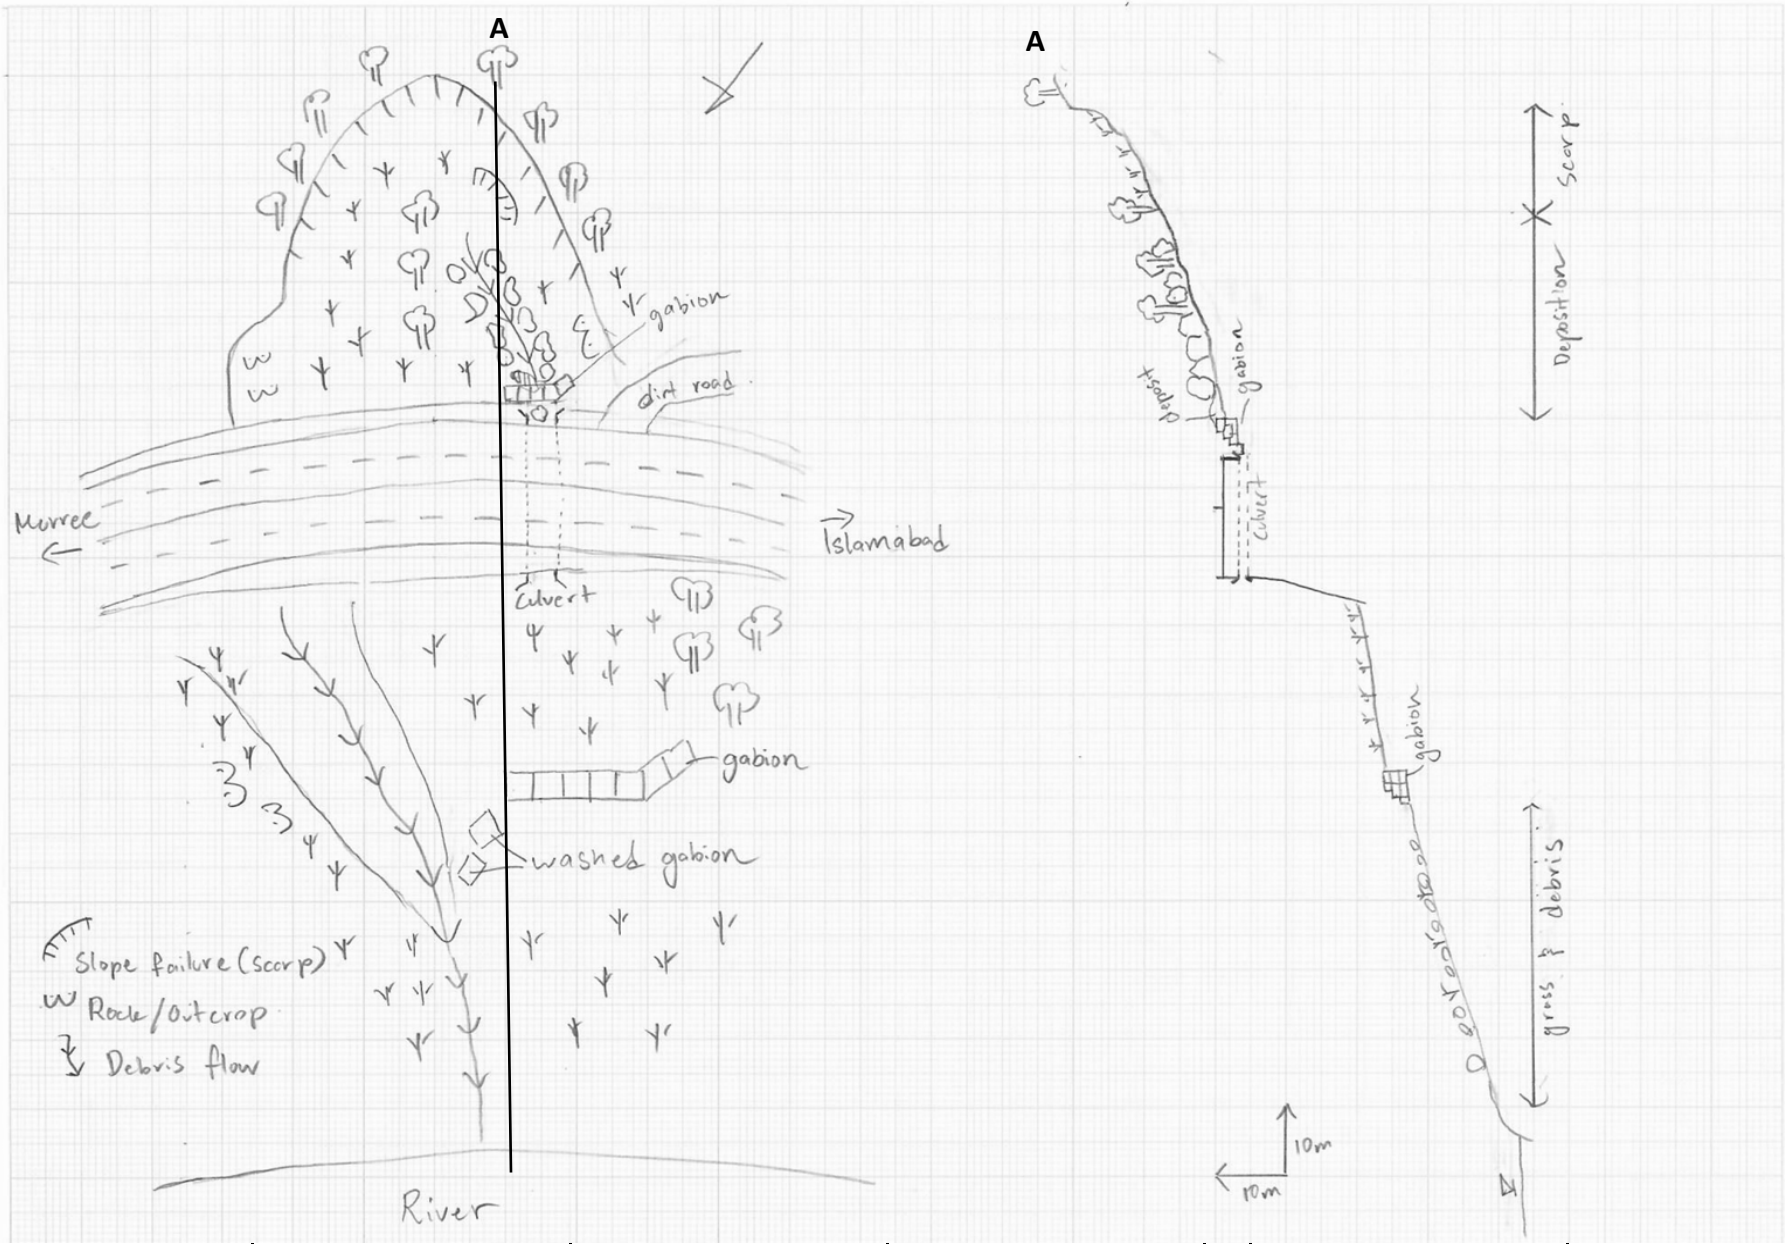 A
A
gabion
dirt road
Murree
Islamabad
Culvert
gabion
washed gabion
Slope failure (scarp)
Rock/Outcrop
Debris flow
River
Scarp
Deposition
gabion
deposit
Culvert
gabion
grass & debris
10m
10m